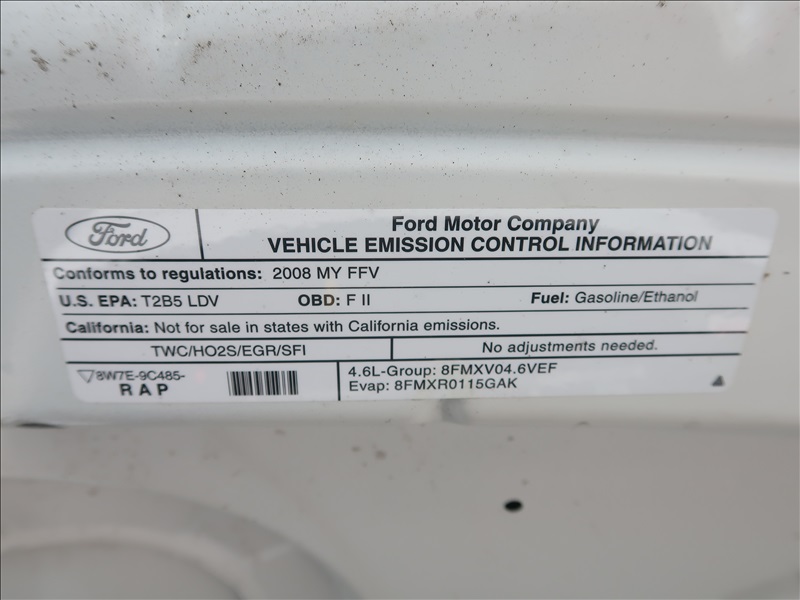 Ford
Ford Motor Company
VEHICLE EMISSION CONTROL INFORMATION
Conforms to regulations: 2008 MY FFV
U.S. EPA: T2B5 LDV OBD: F II Fuel: Gasoline/Ethanol
California: Not for sale in states with California emissions.
TWC/HO2S/EGR/SFI No adjustments needed.
8W7E-9C485-
RAP
4.6L-Group: 8FMXV04.6VEF
Evap: 8FMXR0115GAK